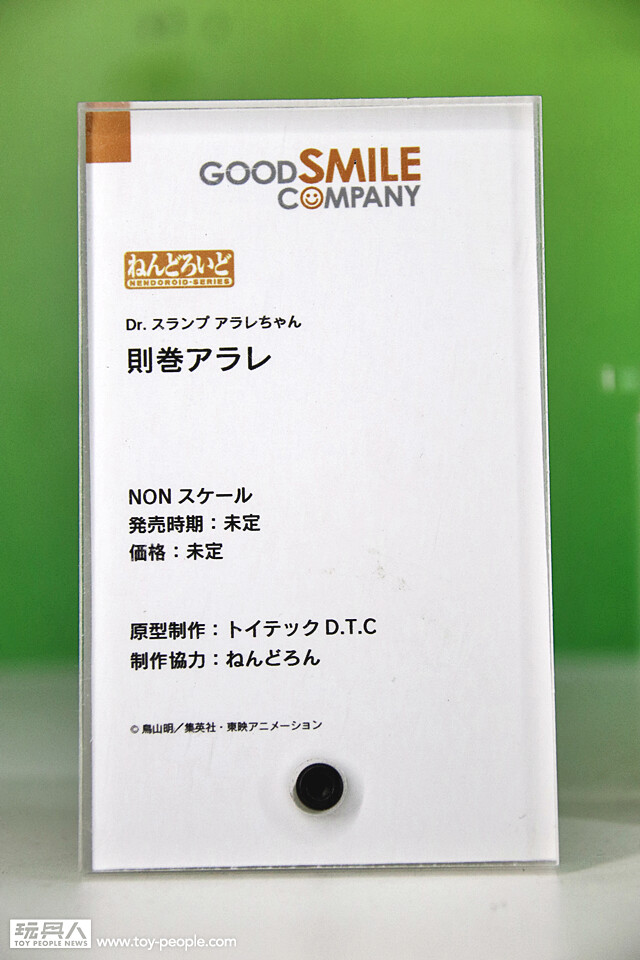 GOOD SMILE
COMPANY
ねんどろいど
NENDOROID-SERIES
Dr. スランプ アラレちゃん
則巻アラレ
NON スケール
発売時期：未定
価格：未定
原型制作：トイテック D.T.C
制作協力：ねんどろん
© 鳥山明／集英社・東映アニメーション
玩具人
TOY PEOPLE NEWS
www.toy-people.com